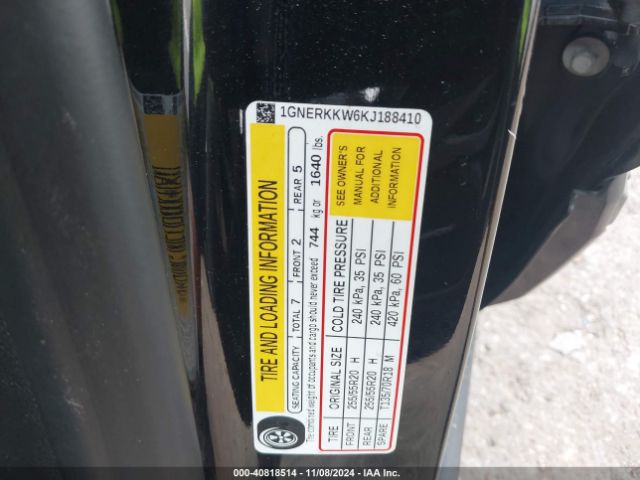 1GNERKKW6KJ188410
TIRE AND LOADING INFORMATION
SEATING CAPACITY TOTAL 7 FRONT 2 REAR 5
The combined weight of occupants and cargo should never exceed 744 kg or 1640 lbs.
TIRE ORIGINAL SIZE COLD TIRE PRESSURE
FRONT 255/55R20 H 240 kPa, 35 PSI
REAR 255/55R20 H 240 kPa, 35 PSI
SPARE T135/70R18 M 420 kPa, 60 PSI
SEE OWNER'S
MANUAL FOR
ADDITIONAL
INFORMATION
000-40818514 - 11/08/2024 - IAA Inc.